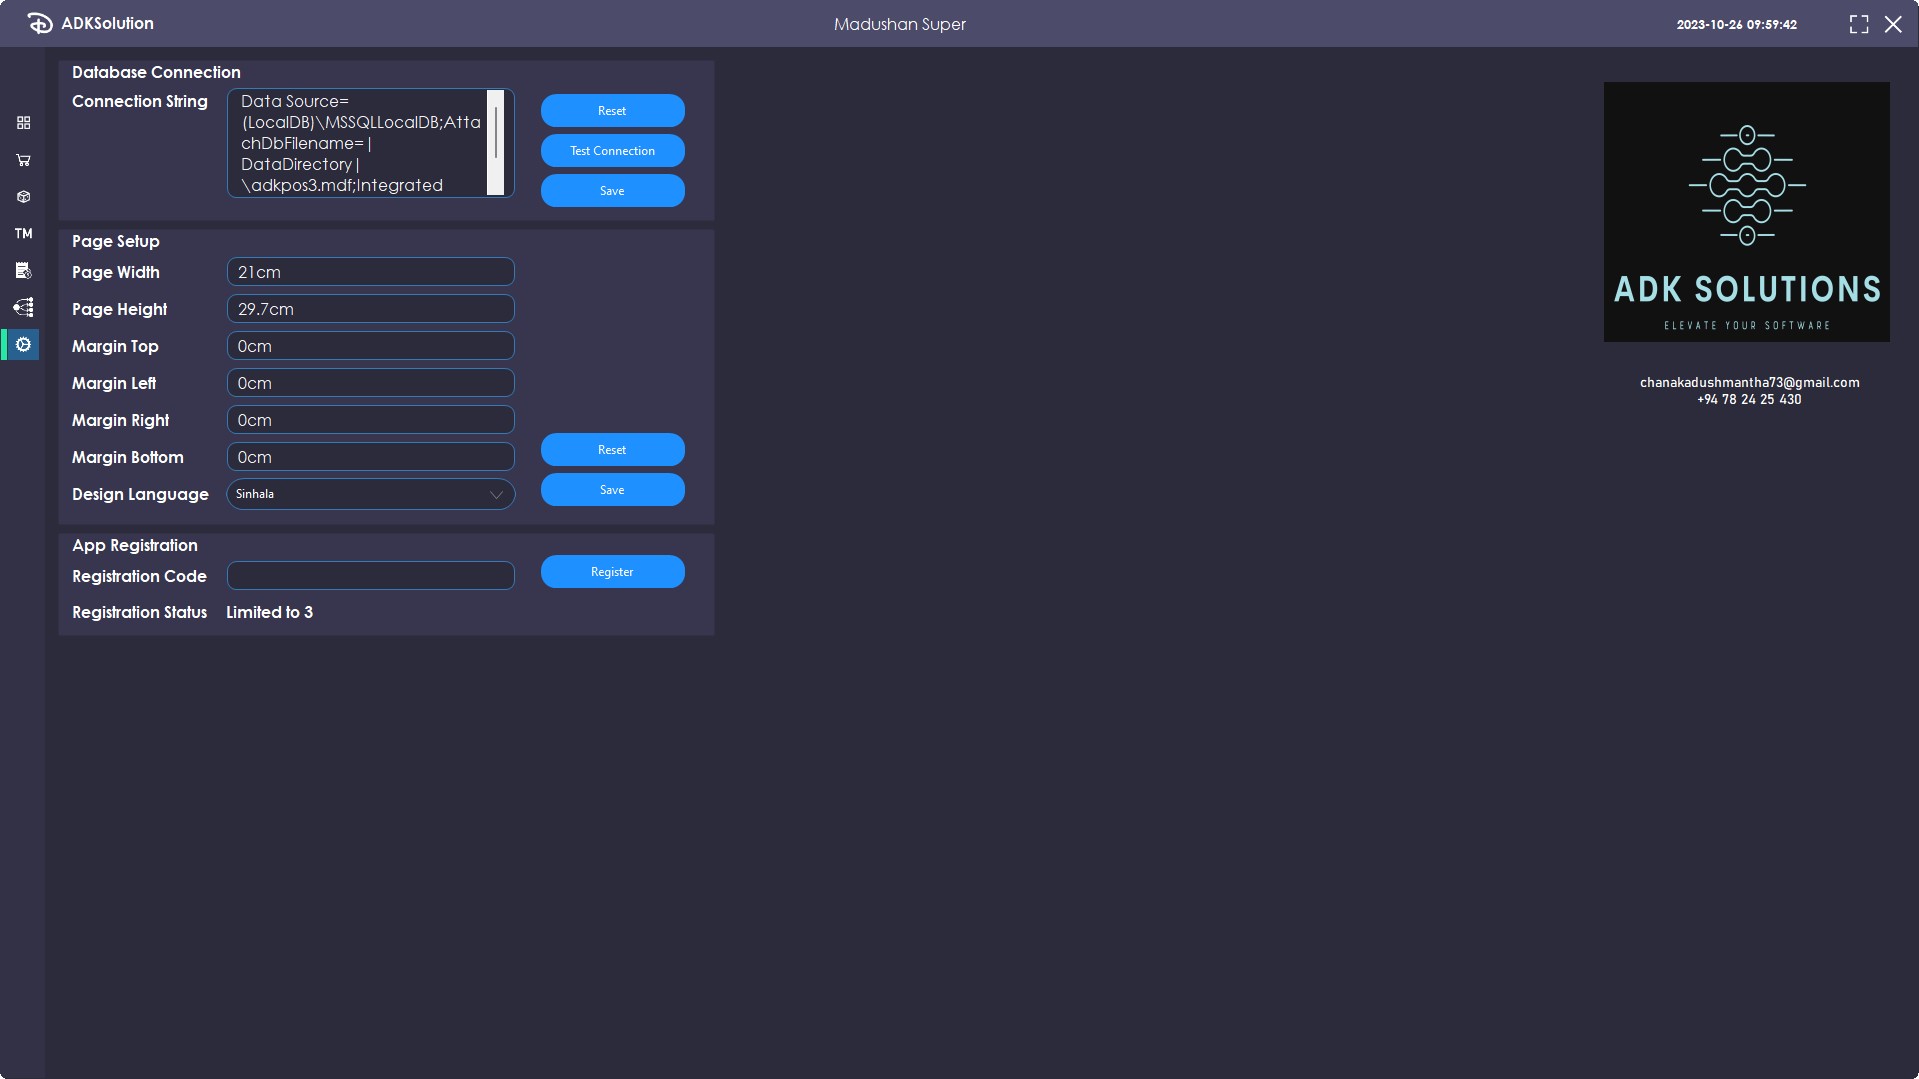 ADKSolution
Madushan Super
2023-10-26 09:59:42
Database Connection
Connection String
Data Source=
(LocalDB)\MSSQLLocalDB;Atta
chDbFilename=|
DataDirectory|
\adkpos3.mdf;Integrated
Reset
Test Connection
Save
TM
Page Setup
Page Width
21cm
Page Height
29.7cm
Margin Top
0cm
Margin Left
0cm
Margin Right
0cm
Margin Bottom
0cm
Reset
Design Language
Sinhala
Save
App Registration
Registration Code
Register
Registration Status
Limited to 3
ADK SOLUTIONS
ELEVATE YOUR SOFTWARE
chanakadushmantha73@gmail.com
+94 78 24 25 430